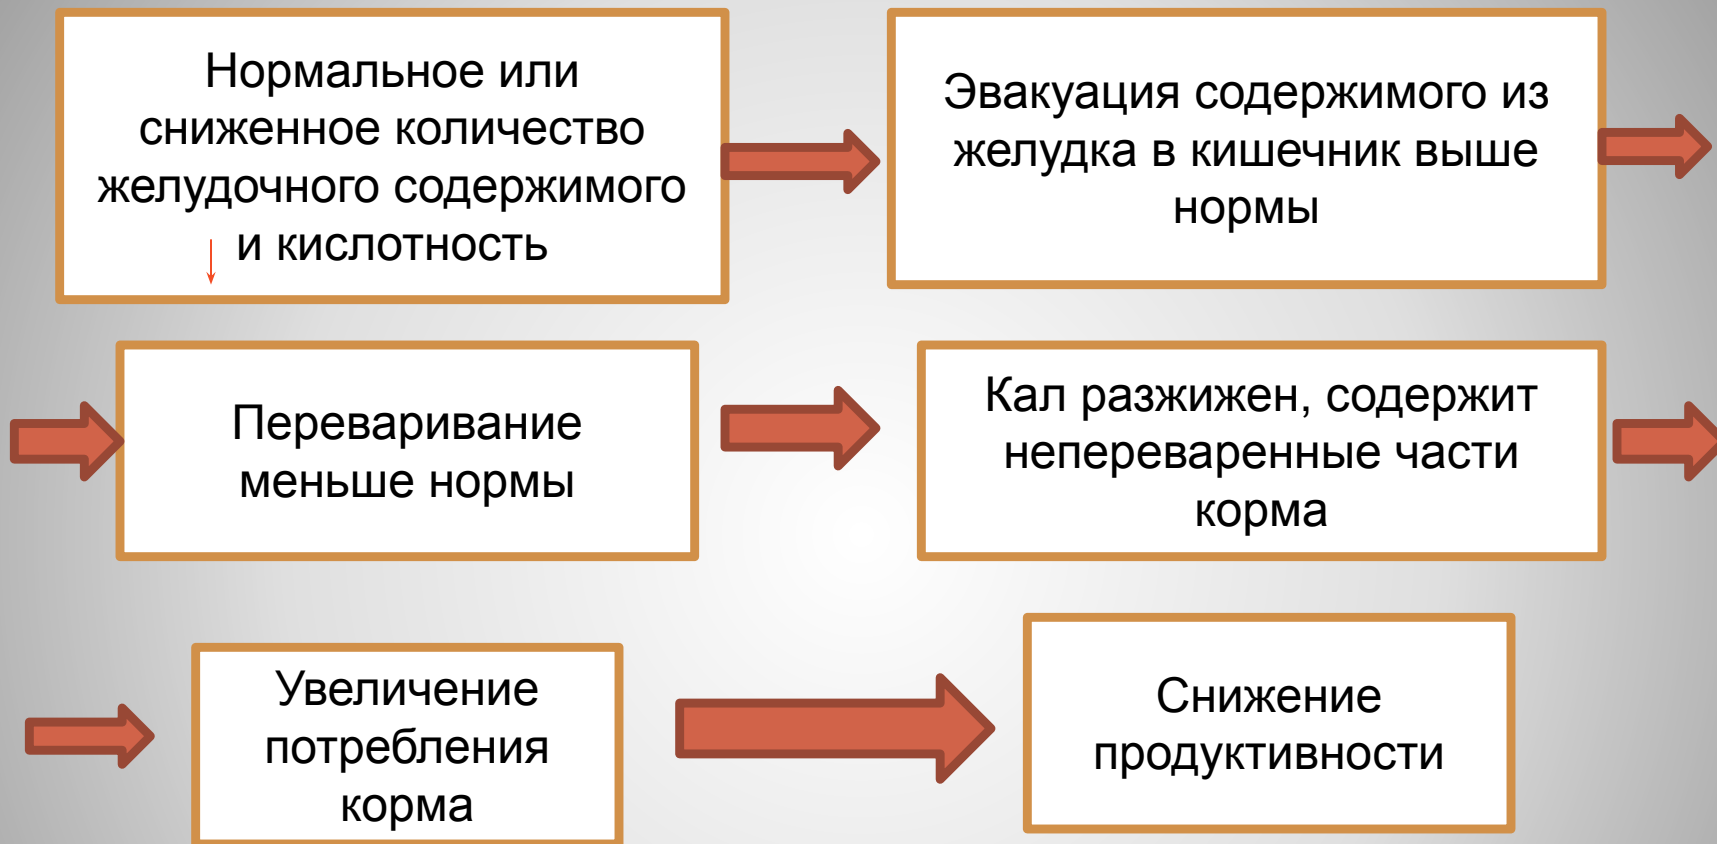 Нормальное или
сниженное количество
желудочного содержимого
и кислотность
Эвакуация содержимого из
желудка в кишечник выше
нормы
Переваривание
меньше нормы
Кал разжижен, содержит
непереваренные части
корма
Увеличение
потребления
корма
Снижение
продуктивности